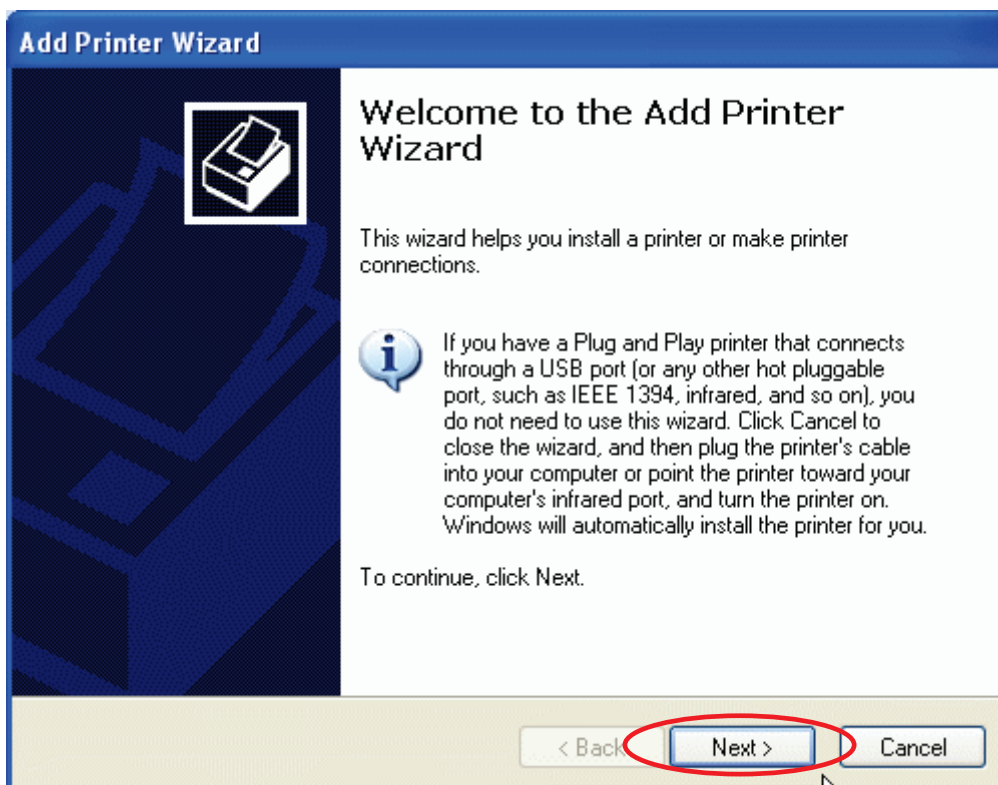 Add Printer Wizard
Welcome to the Add Printer
Wizard
This wizard helps you install a printer or make printer
connections.
If you have a Plug and Play printer that connects
through a USB port (or any other hot pluggable
port, such as IEEE 1394, infrared, and so on), you
do not need to use this wizard. Click Cancel to
close the wizard, and then plug the printer's cable
into your computer or point the printer toward your
computer's infrared port, and turn the printer on.
Windows will automatically install the printer for you.
To continue, click Next.
< Back Next > Cancel